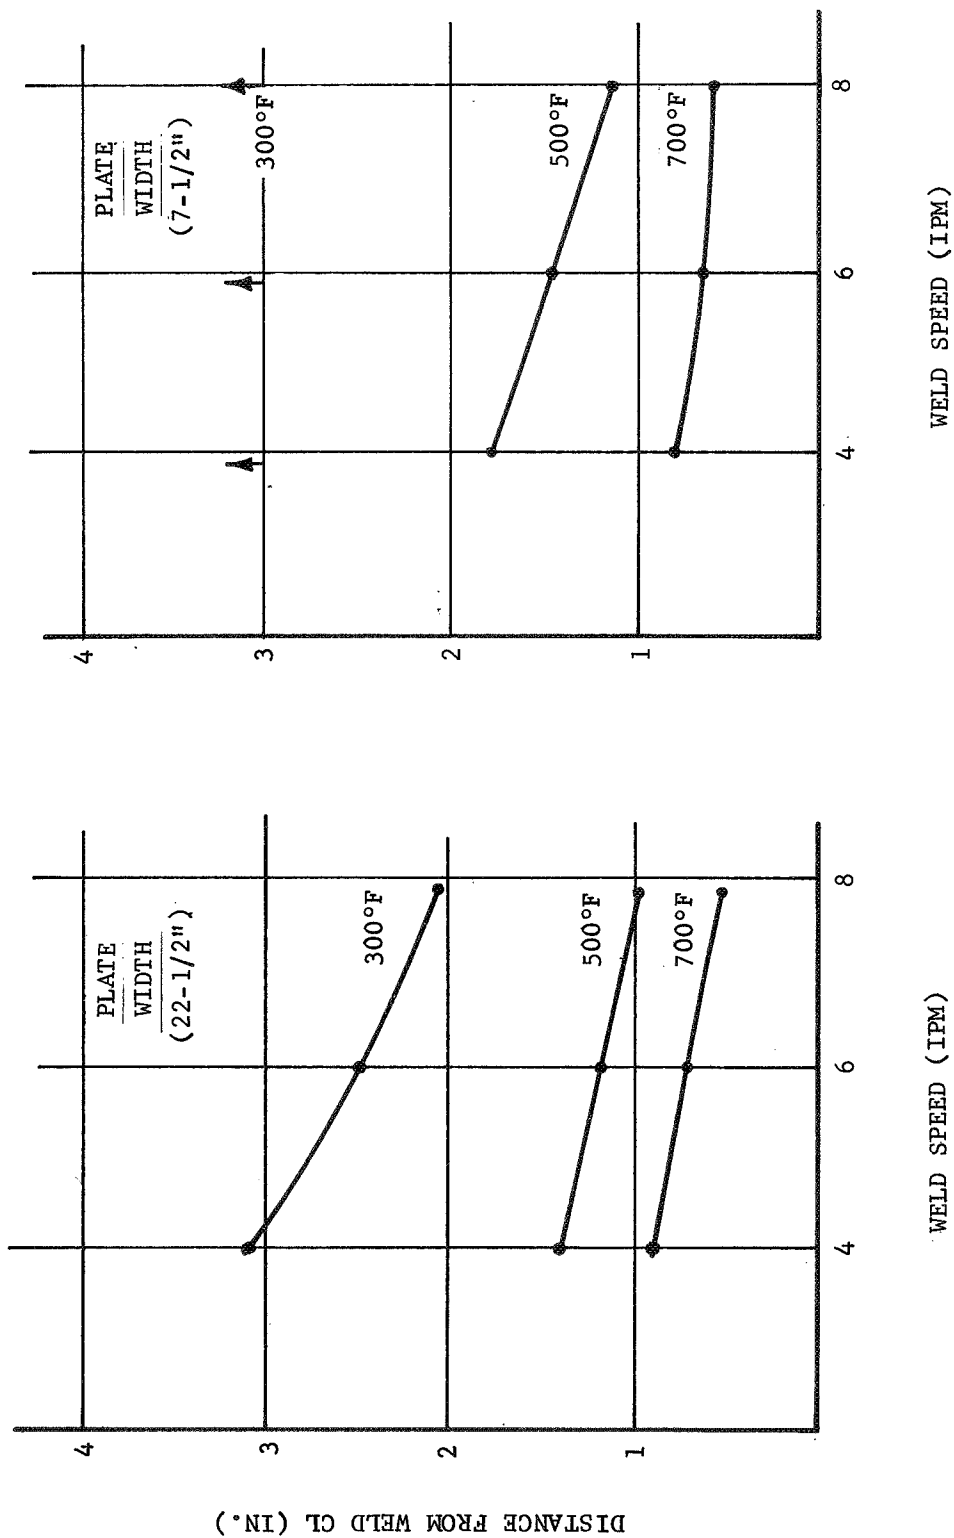 DISTANCE FROM WELD CL (IN.)
4
3
2
1
PLATE
WIDTH
(22-1/2")
300°F
500°F
700°F
4
6
8
WELD SPEED (IPM)
4
3
2
1
PLATE
WIDTH
(7-1/2")
300°F
500°F
700°F
4
6
8
WELD SPEED (IPM)